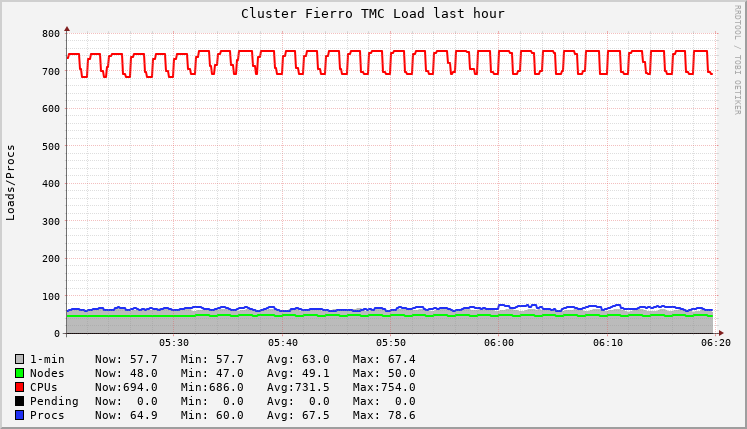 Cluster Fierro TMC Load last hour
RRDTOOL / TOBI OETIKER
Loads/Procs
800
700
600
500
400
300
200
100
0
05:30 05:40 05:50 06:00 06:10 06:20
1-min Now: 57.7 Min: 57.7 Avg: 63.0 Max: 67.4
Nodes Now: 48.0 Min: 47.0 Avg: 49.1 Max: 50.0
CPUs Now:694.0 Min:686.0 Avg:731.5 Max:754.0
Pending Now: 0.0 Min: 0.0 Avg: 0.0 Max: 0.0
Procs Now: 64.9 Min: 60.0 Avg: 67.5 Max: 78.6